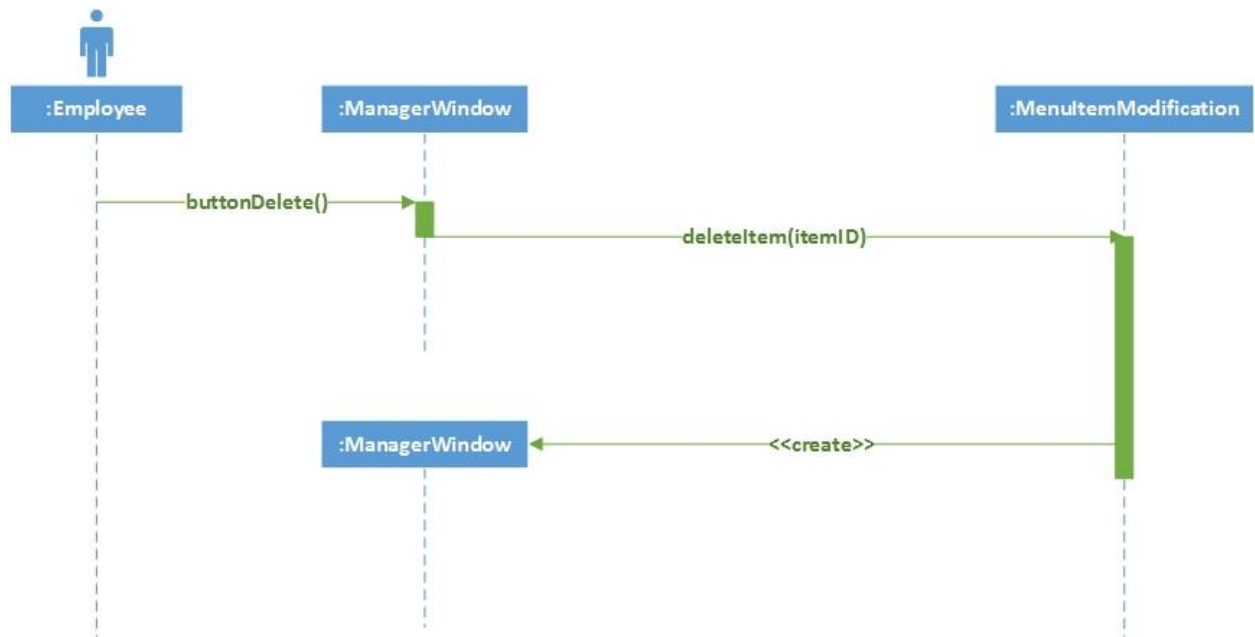 :Employee
:ManagerWindow
:MenuItemModification
buttonDelete()
deleteItem(itemID)
:ManagerWindow
<<create>>